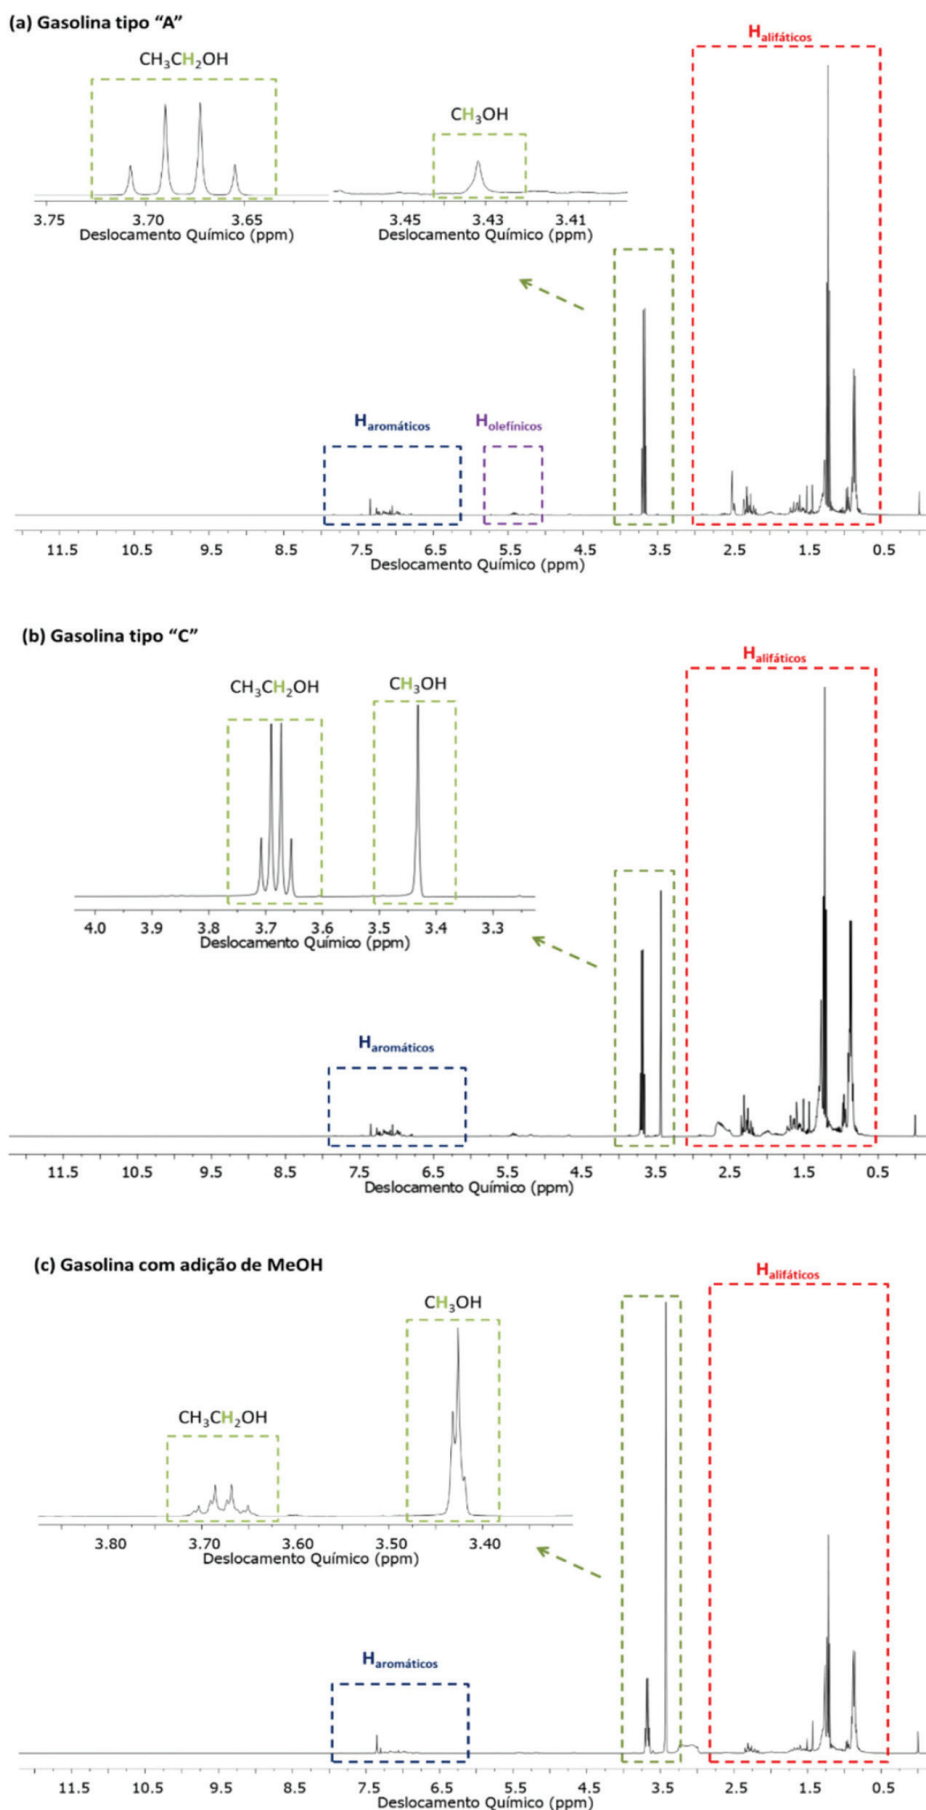 (a) Gasolina tipo “A”
H alifáticos
CH3CH2OH
CH3OH
3.75 3.70 3.65
Deslocamento Químico (ppm)
3.45 3.43 3.41
Deslocamento Químico (ppm)
H aromáticos
H olefínicos
11.5 10.5 9.5 8.5 7.5 6.5 5.5 4.5 3.5 2.5 1.5 0.5
Deslocamento Químico (ppm)
(b) Gasolina tipo “C”
H alifáticos
CH3CH2OH
CH3OH
4.0 3.9 3.8 3.7 3.6 3.5 3.4 3.3
Deslocamento Químico (ppm)
H aromáticos
11.5 10.5 9.5 8.5 7.5 6.5 5.5 4.5 3.5 2.5 1.5 0.5
Deslocamento Químico (ppm)
(c) Gasolina com adição de MeOH
H alifáticos
CH3OH
CH3CH2OH
3.80 3.70 3.60 3.50 3.40
Deslocamento Químico (ppm)
H aromáticos
11.5 10.5 9.5 8.5 7.5 6.5 5.5 4.5 3.5 2.5 1.5 0.5
Deslocamento Químico (ppm)